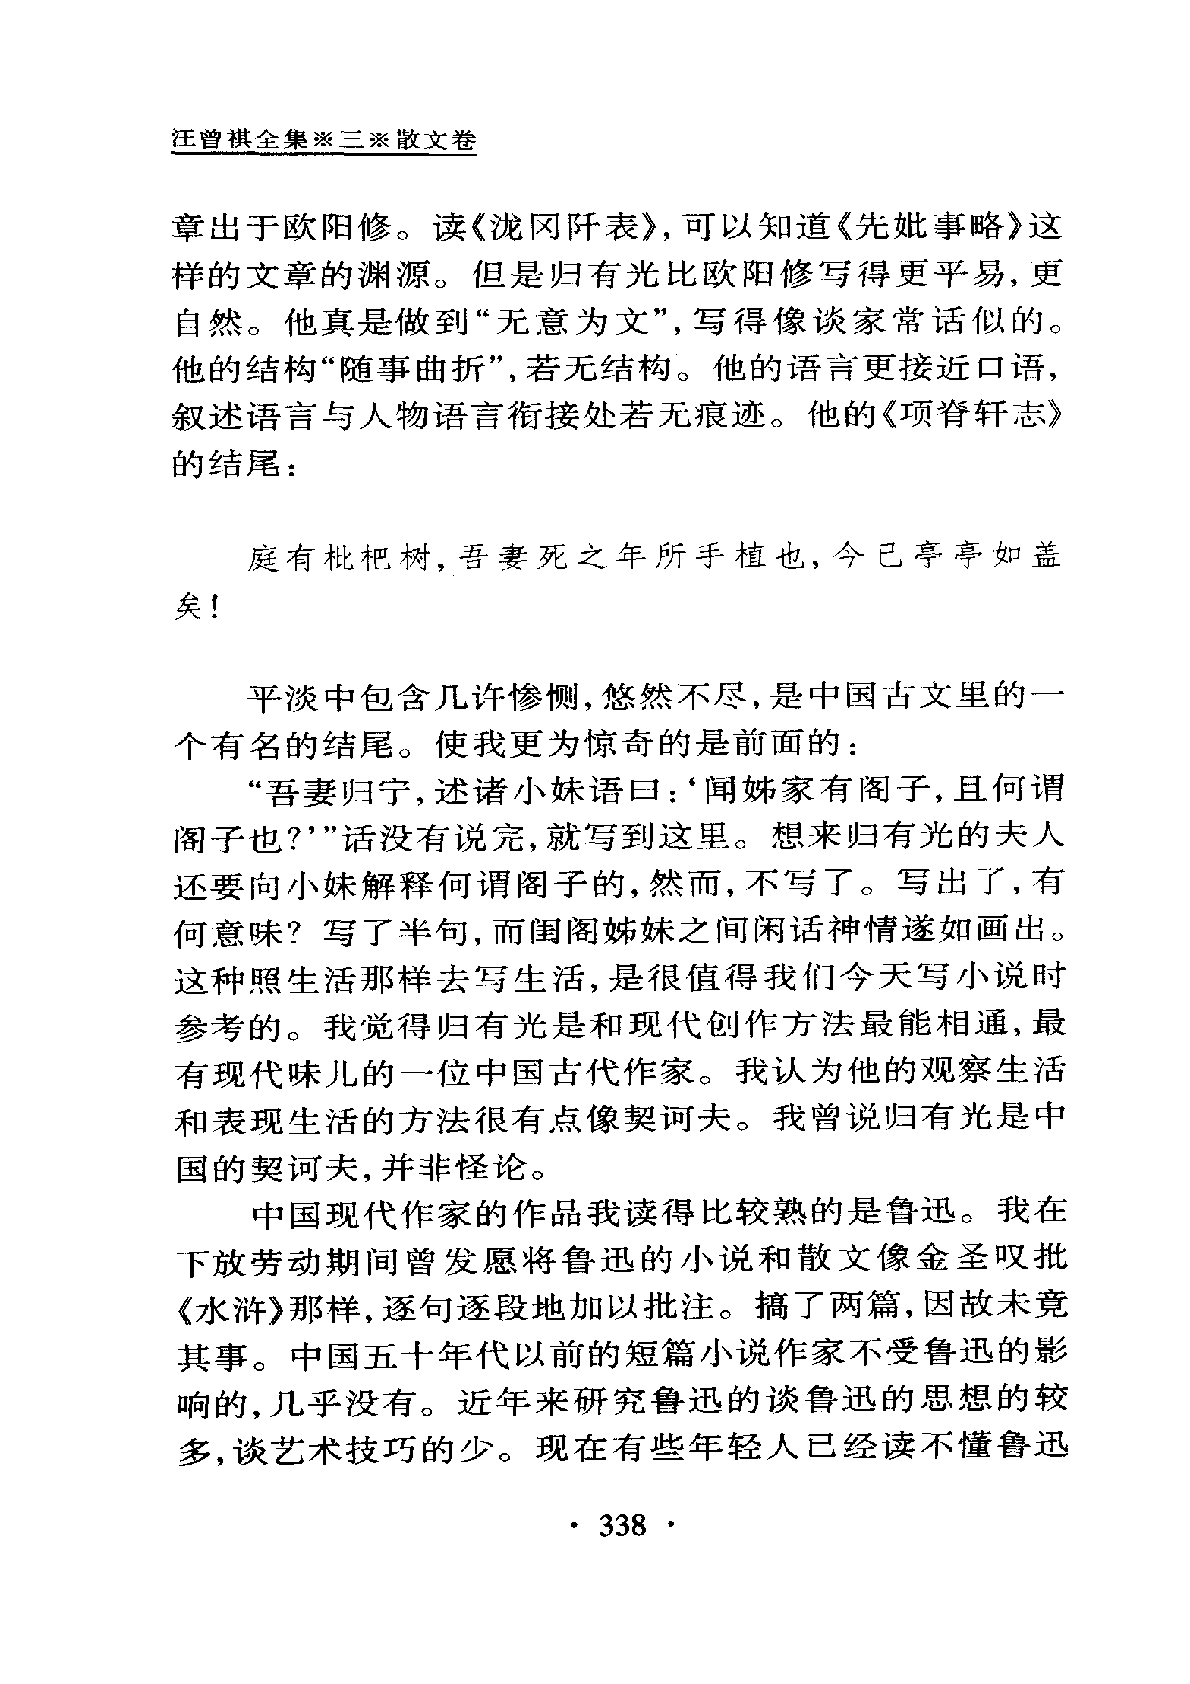 汪曾祺全集※三※散文卷
章出于欧阳修。读《泷冈阡表》,可以知道《先妣事略》这
样的文章的渊源。但是归有光比欧阳修写得更平易,更
自然。他真是做到“无意为文”,写得像谈家常话似的。
他的结构“随事曲折”,若无结构。他的语言更接近口语,
叙述语言与人物语言衔接处若无痕迹。他的《项脊轩志》
的结尾:
庭有枇杷树,吾妻死之年所手植也,今已亭亭如盖
矣!
平淡中包含几许惨恻,悠然不尽,是中国古文里的一
个有名的结尾。使我更为惊奇的是前面的:
“吾妻归宁,述诸小妹语曰:‘闻姊家有阁子,且何谓
阁子也?’”话没有说完,就写到这里。想来归有光的夫人
还要向小妹解释何谓阁子的,然而,不写了。写出了,有
何意味? 写了半句,而闺阁姊妹之间闲话神情遂如画出。
这种照生活那样去写生活,是很值得我们今天写小说时
参考的。我觉得归有光是和现代创作方法最能相通,最
有现代味儿的一位中国古代作家。我认为他的观察生活
和表现生活的方法很有点像契诃夫。我曾说归有光是中
国的契诃夫,并非怪论。
中国现代作家的作品我读得比较熟的是鲁迅。我在
下放劳动期间曾发愿将鲁迅的小说和散文像金圣叹批
《水浒》那样,逐句逐段地加以批注。搞了两篇,因故未竟
其事。中国五十年代以前的短篇小说作家不受鲁迅的影
响的,几乎没有。近年来研究鲁迅的谈鲁迅的思想的较
多,谈艺术技巧的少。现在有些年轻人已经读不懂鲁迅
· 338 ·